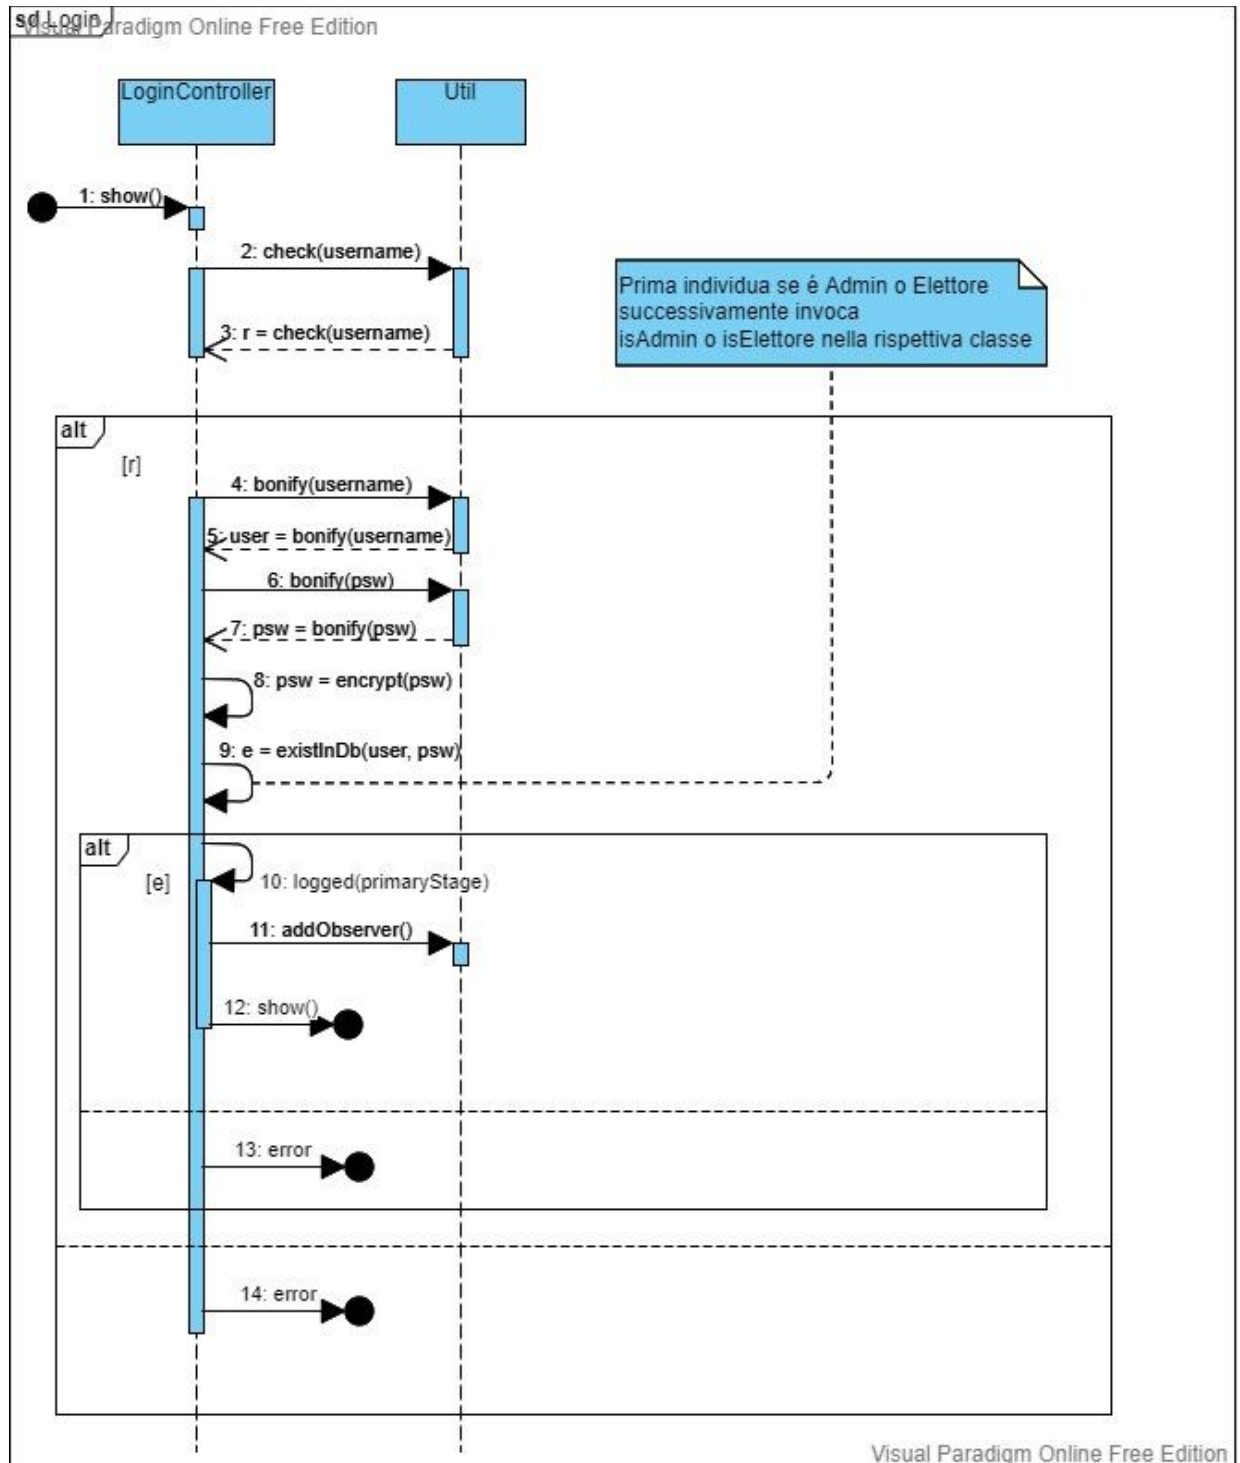 sd Login
Visual Paradigm Online Free Edition
LoginController
Util
1: show()
2: check(username)
3: r = check(username)
Prima individua se é Admin o Elettore
successivamente invoca
isAdmin o isElettore nella rispettiva classe
alt
[r]
4: bonify(username)
5: user = bonify(username)
6: bonify(psw)
7: psw = bonify(psw)
8: psw = encrypt(psw)
9: e = existInDb(user, psw)
alt
[e]
10: logged(primaryStage)
11: addObserver()
12: show()
13: error
14: error
Visual Paradigm Online Free Edition